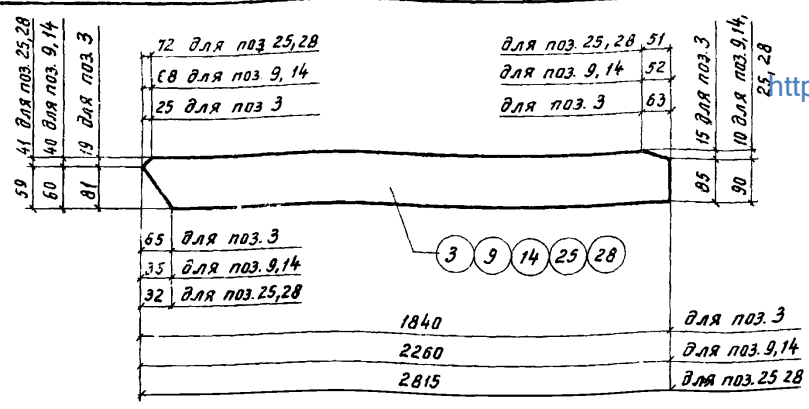 72 для поз. 25,28
68 для поз. 9, 14
25 для поз 3
для поз. 25, 28 51
для поз. 9, 14 52
для поз. 3 63
41 для поз. 25,28
40 для поз. 9,14
19 для поз. 3
59
60
81
15 для поз. 3
10 для поз. 9,14,
25, 28
85
90
http
65 для поз. 3
35 для поз. 9,14
32 для поз. 25,28
3 9 14 25 28
1840 для поз. 3
2260 для поз. 9,14
2815 для поз. 25 28